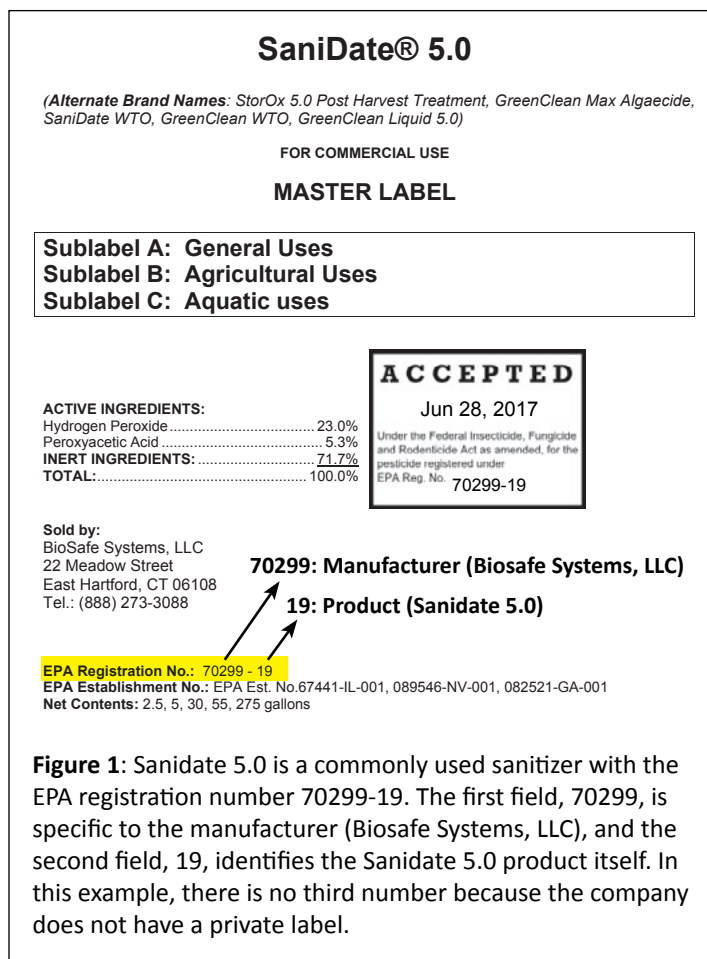 SaniDate® 5.0
(Alternate Brand Names: StorOx 5.0 Post Harvest Treatment, GreenClean Max Algaecide,
SaniDate WTO, GreenClean WTO, GreenClean Liquid 5.0)
FOR COMMERCIAL USE
MASTER LABEL
Sublabel A: General Uses
Sublabel B: Agricultural Uses
Sublabel C: Aquatic uses
ACTIVE INGREDIENTS:
Hydrogen Peroxide................................... 23.0%
Peroxyacetic Acid ....................................... 5.3%
INERT INGREDIENTS: ............................. 71.7%
TOTAL:................................................... 100.0%
ACCEPTED
Jun 28, 2017
Under the Federal Insecticide, Fungicide
and Rodenticide Act as amended, for the
pesticide registered under
EPA Reg. No. 70299-19
Sold by:
BioSafe Systems, LLC
22 Meadow Street
East Hartford, CT 06108
Tel.: (888) 273-3088
70299: Manufacturer (Biosafe Systems, LLC)
19: Product (Sanidate 5.0)
EPA Registration No.: 70299 - 19
EPA Establishment No.: EPA Est. No.67441-IL-001, 089546-NV-001, 082521-GA-001
Net Contents: 2.5, 5, 30, 55, 275 gallons
Figure 1: Sanidate 5.0 is a commonly used sanitizer with the
EPA registration number 70299-19. The first field, 70299, is
specific to the manufacturer (Biosafe Systems, LLC), and the
second field, 19, identifies the Sanidate 5.0 product itself. In
this example, there is no third number because the company
does not have a private label.